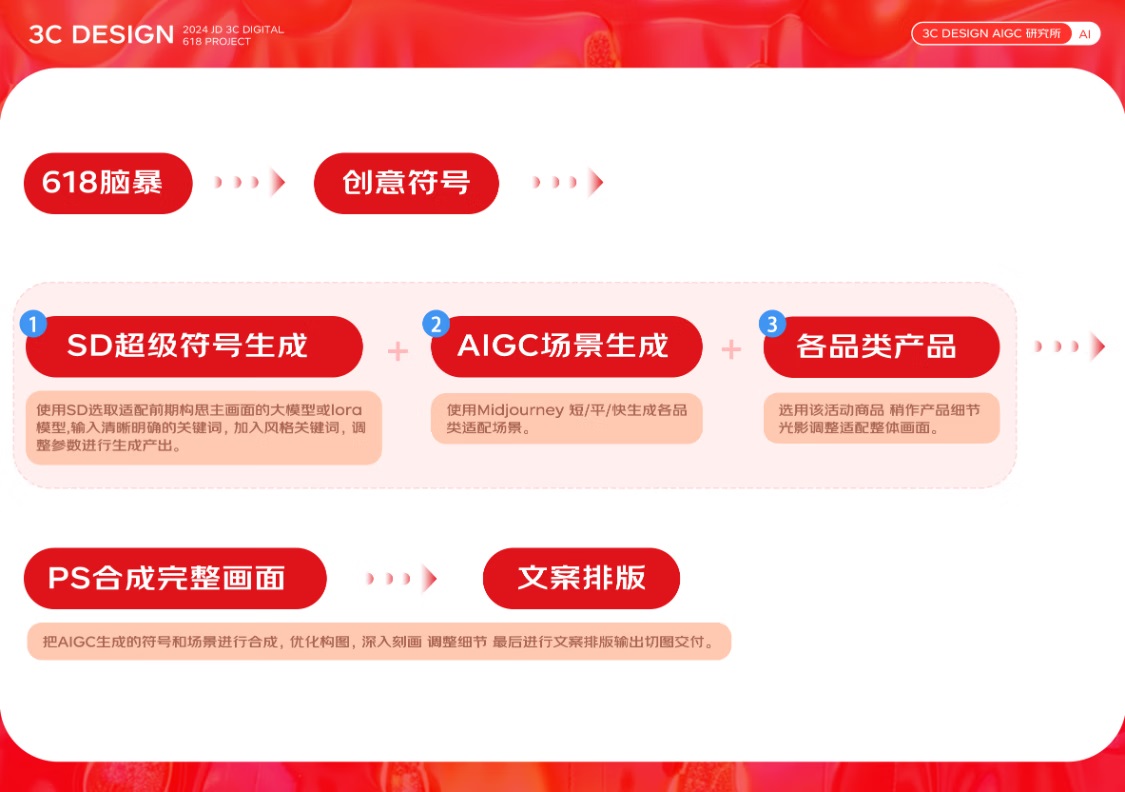 3C DESIGN
2024 JD 3C DIGITAL
618 PROJECT
3C DESIGN AIGC 研究所
AI
618脑暴
创意符号
1
SD超级符号生成
+
2
AIGC场景生成
+
3
各品类产品
使用SD选取适配前期构思主画面的大模型或lora
模型,输入清晰明确的关键词，加入风格关键词，调
整参数进行生成产出。
使用Midjourney 短/平/快生成各品
类适配场景。
选用该活动商品 稍作产品细节
光影调整适配整体画面。
PS合成完整画面
文案排版
把AIGC生成的符号和场景进行合成，优化构图，深入刻画 调整细节 最后进行文案排版输出切图交付。